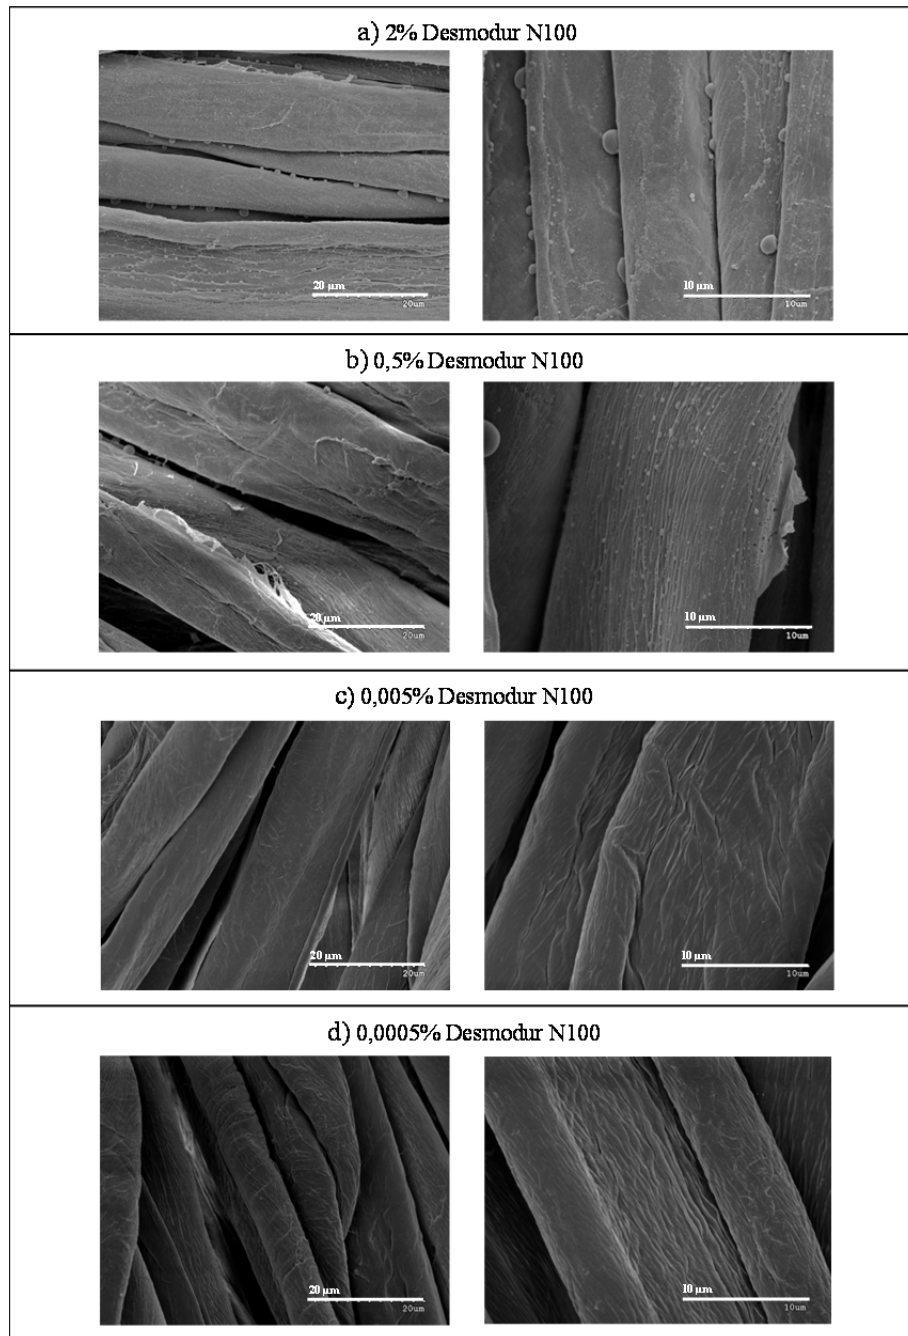 a) 2% Desmodur N100
20 µm
20um
10 µm
10um
b) 0,5% Desmodur N100
20 µm
20um
10 µm
10um
c) 0,005% Desmodur N100
20 µm
20um
10 µm
10um
d) 0,0005% Desmodur N100
20 µm
20um
10 µm
10um